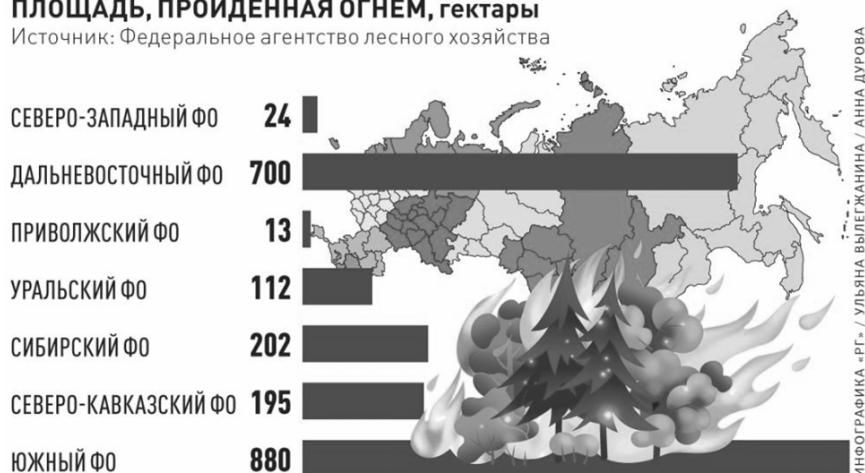 ПЛОЩАДЬ, ПРОЙДЕННАЯ ОГНЕМ, гектары
Источник: Федеральное агентство лесного хозяйства
СЕВЕРО-ЗАПАДНЫЙ ФО 24
ДАЛЬНЕВОСТОЧНЫЙ ФО 700
ПРИВОЛЖСКИЙ ФО 13
УРАЛЬСКИЙ ФО 112
СИБИРСКИЙ ФО 202
СЕВЕРО-КАВКАЗСКИЙ ФО 195
ЮЖНЫЙ ФО 880
ИНФОГРАФИКА «РГ» / УЛЬЯНА ВЫЛЕГЖАНИНА / АННА ДУРОВА